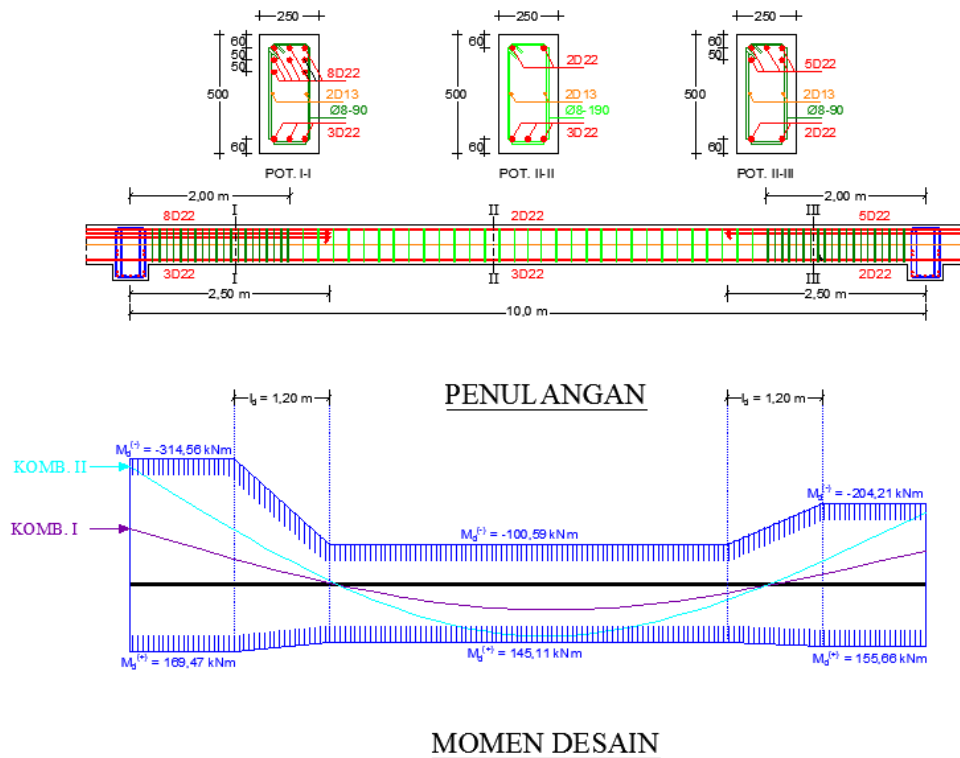 250
250
250
60
50
50
500
60
8D22
2D13
Ø8-90
3D22
POT. I-I
60
500
60
2D22
2D13
Ø8-190
3D22
POT. II-II
60
50
500
60
5D22
2D13
Ø8-90
2D22
POT. II-III
2,00 m
2,00 m
8D22
I
II
2D22
III
5D22
3D22
I
II
3D22
III
2D22
2,50 m
2,50 m
10,0 m
PENULANGAN
ld = 1,20 m
ld = 1,20 m
Md(-) = -314,56 kNm
KOMB. II
Md(-) = -204,21 kNm
KOMB. I
Md(-) = -100,59 kNm
Md(+) = 169,47 kNm
Md(+) = 145,11 kNm
Md(+) = 155,66 kNm
MOMEN DESAIN